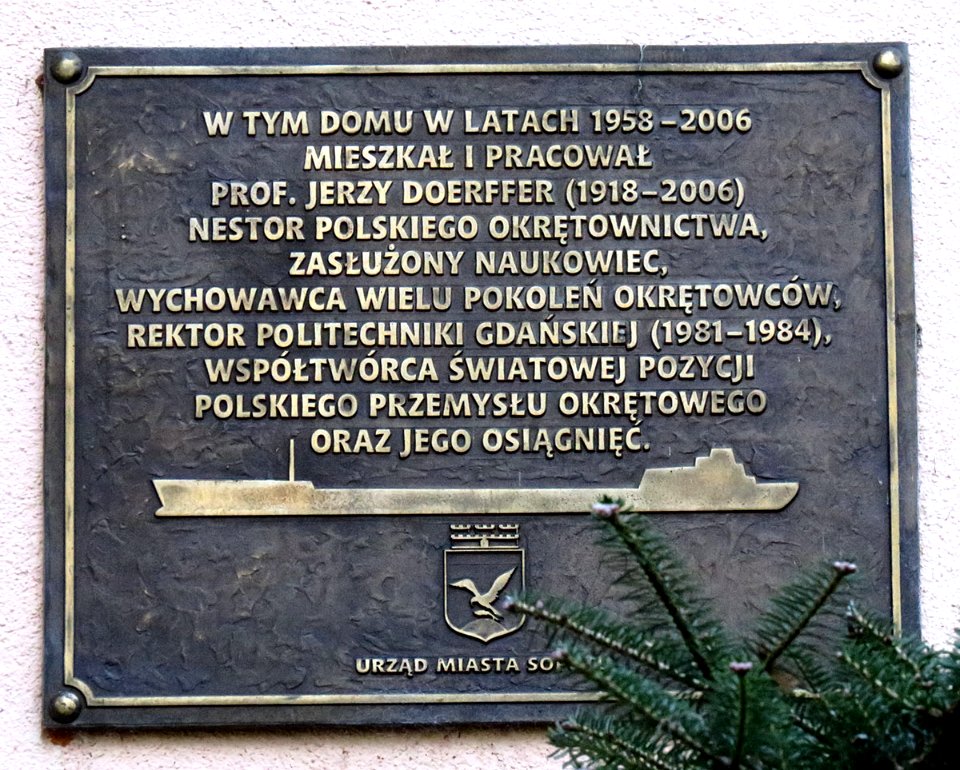 W TYM DOMU W LATACH 1958–2006
MIESZKAŁ I PRACOWAŁ
PROF. JERZY DOERFFER (1918–2006)
NESTOR POLSKIEGO OKRĘTOWNICTWA,
ZASŁUŻONY NAUKOWIEC,
WYCHOWAWCA WIELU POKOLEŃ OKRĘTOWCÓW,
REKTOR POLITECHNIKI GDAŃSKIEJ (1981–1984),
WSPÓŁTWÓRCA ŚWIATOWEJ POZYCJI
POLSKIEGO PRZEMYSŁU OKRĘTOWEGO
ORAZ JEGO OSIĄGNIĘĆ.
URZĄD MIASTA